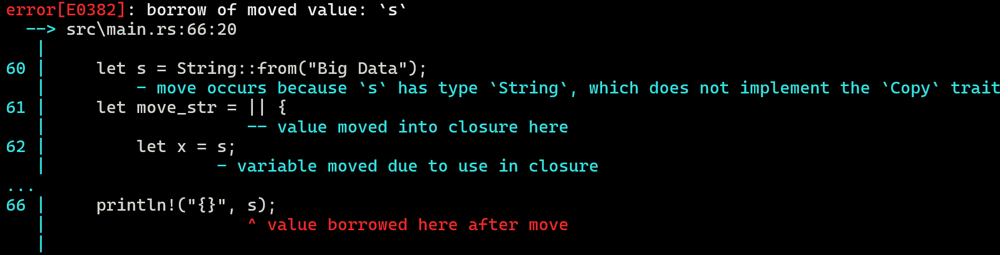 error[E0382]: borrow of moved value: `s`
  --> src\main.rs:66:20
   |
60 |     let s = String::from("Big Data");
   |         - move occurs because `s` has type `String`, which does not implement the `Copy` trait
61 |     let move_str = || {
   |                    -- value moved into closure here
62 |         let x = s;
   |                 - variable moved due to use in closure
...
66 |     println!("{}", s);
   |                    ^ value borrowed here after move
   |